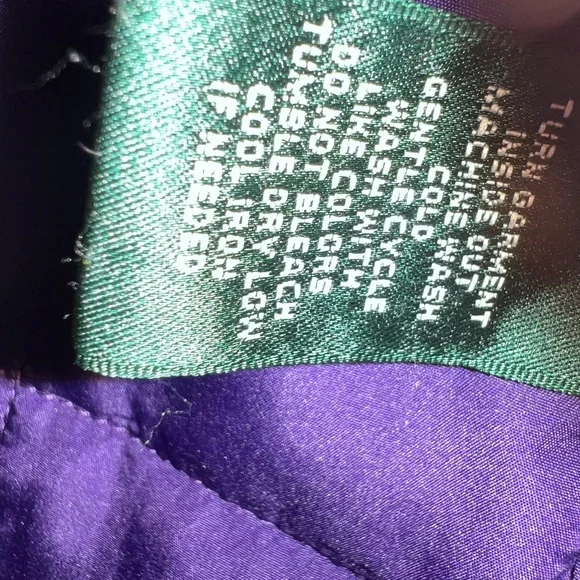 TURN GARMENT
INSIDE OUT
MACHINE WASH
COLD
GENTLE CYCLE
WASH WITH
LIKE COLORS
DO NOT BLEACH
TUMBLE DRY LOW
COOL IRON
IF NEEDED